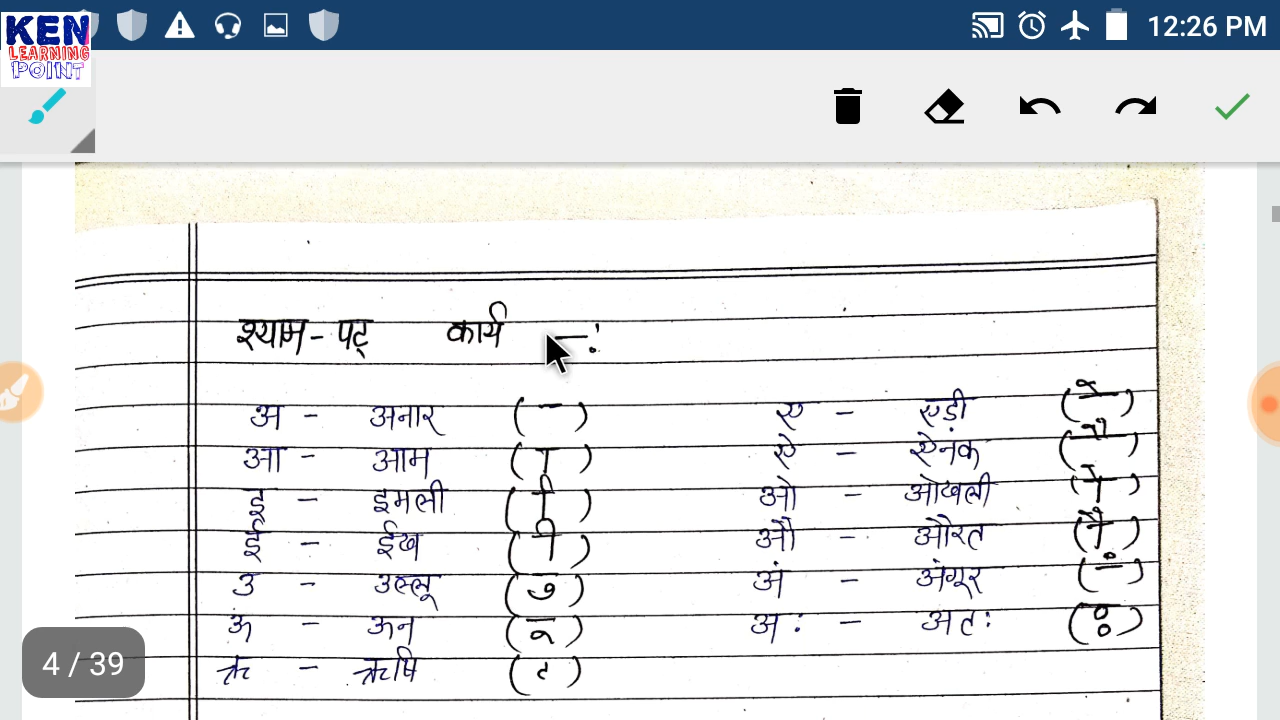 KEN
LEARNING
POINT
12:26 PM
श्याम-पट् कार्य -:
अ - अनार (—)
आ - आम (ा)
इ - इमली (ि)
ई - ईख (ी)
उ - उल्लू (ु)
ऊ - ऊन (ू)
ऋ - ऋषि (ृ)
ए - एड़ी (े)
ऐ - ऐनक (ै)
ओ - ओखली (ो)
औ - औरत (ौ)
अं - अंगूर (ं)
अः - अतः (ः)
4 / 39